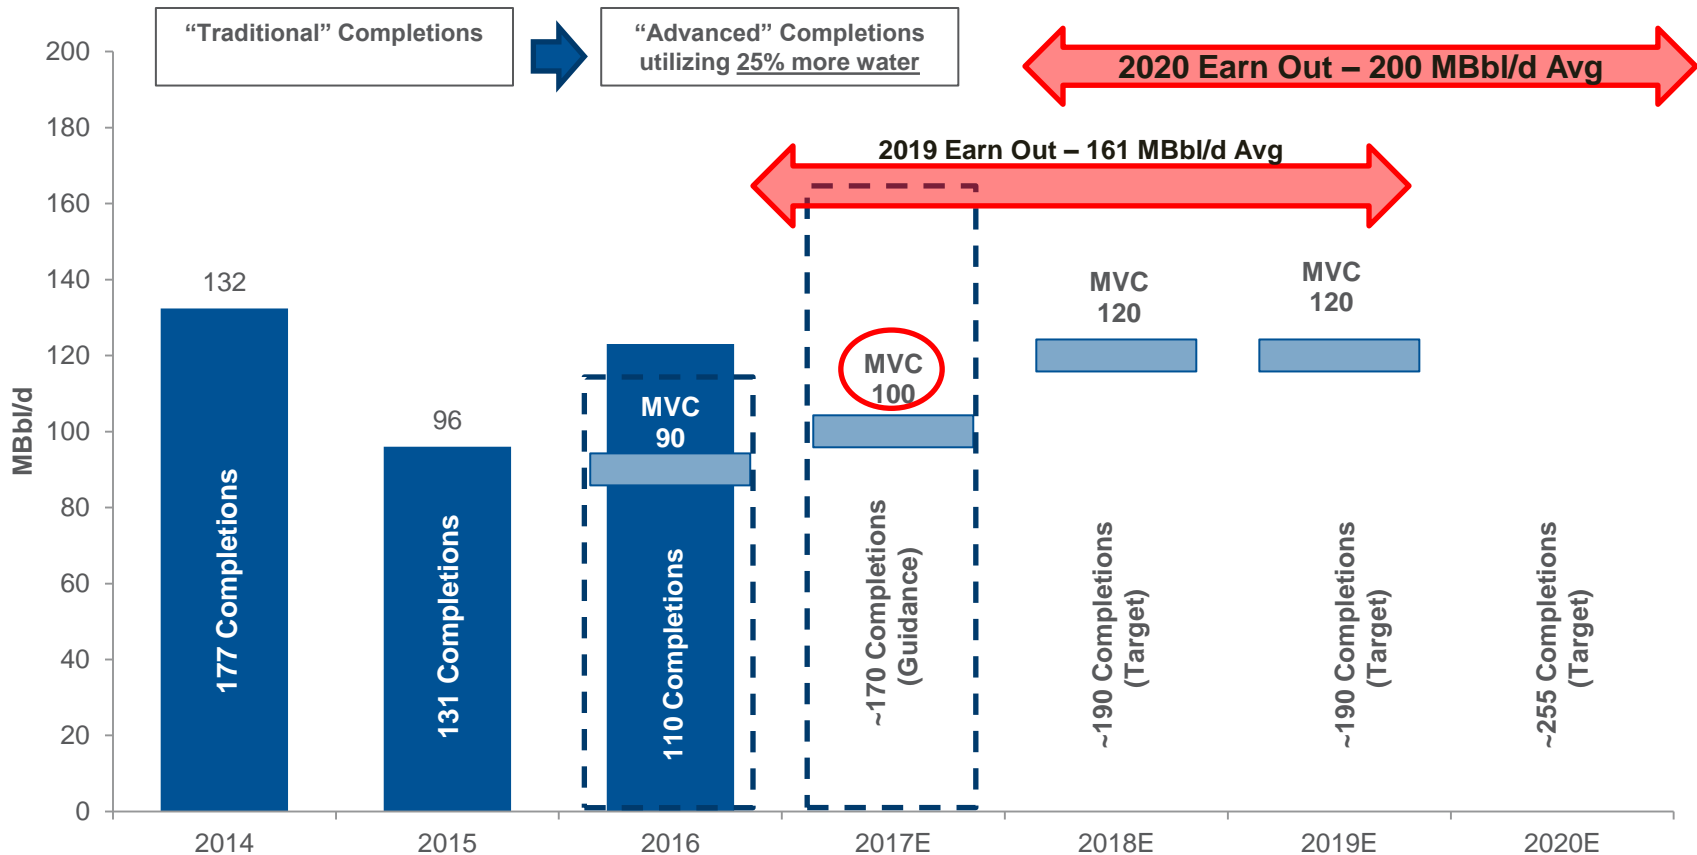 “Traditional” Completions
“Advanced” Completions
utilizing 25% more water
2020 Earn Out – 200 MBbl/d Avg
2019 Earn Out – 161 MBbl/d Avg
MBbl/d
200
180
160
140
120
100
80
60
40
20
0
132
177 Completions
96
131 Completions
MVC
90
110 Completions
MVC
100
~170 Completions
(Guidance)
MVC
120
~190 Completions
(Target)
MVC
120
~190 Completions
(Target)
~255 Completions
(Target)
2014
2015
2016
2017E
2018E
2019E
2020E